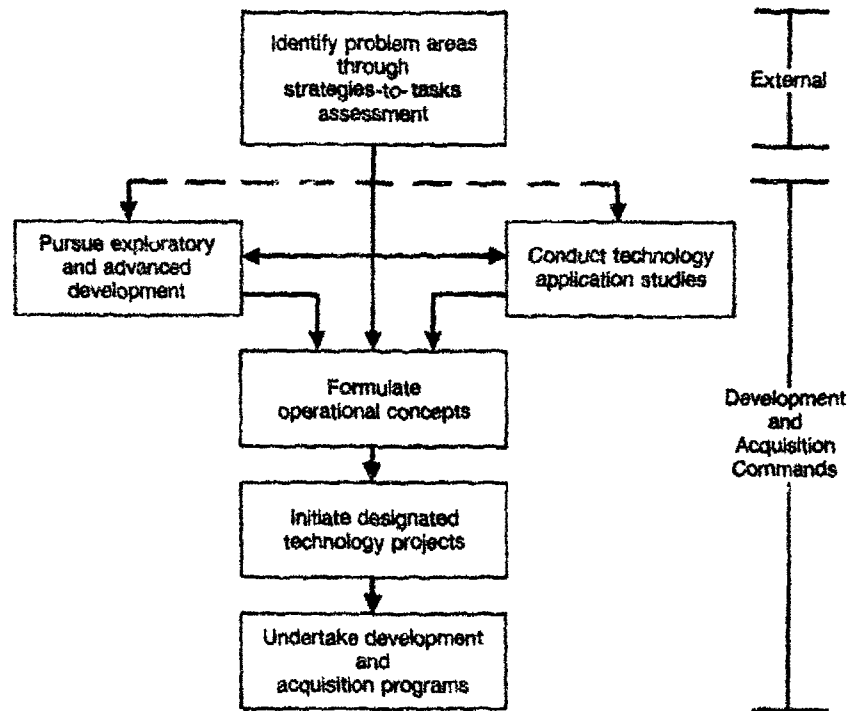 Identify problem areas
through
strategies-to-tasks
assessment
External
Pursue exploratory
and advanced
development
Conduct technology
application studies
Formulate
operational concepts
Development
and
Acquisition
Commands
Initiate designated
technology projects
Undertake development
and
acquisition programs